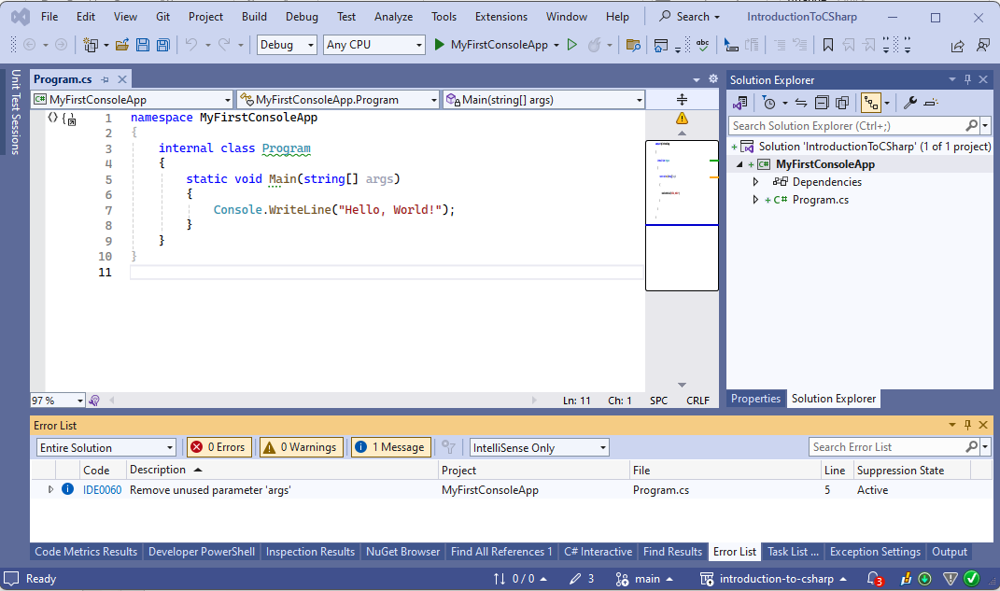 File Edit View Git Project Build Debug Test Analyze Tools Extensions Window Help Search IntroductionToCSharp
Debug Any CPU MyFirstConsoleApp abc
Unit Test Sessions
Program.cs
C# MyFirstConsoleApp MyFirstConsoleApp.Program Main(string[] args)
1 namespace MyFirstConsoleApp
2 {
3 internal class Program
4 {
5 static void Main(string[] args)
6 {
7 Console.WriteLine("Hello, World!");
8 }
9 }
10 }
11
97 % Ln: 11 Ch: 1 SPC CRLF
Solution Explorer
Search Solution Explorer (Ctrl+;)
Solution 'IntroductionToCSharp' (1 of 1 project)
C# MyFirstConsoleApp
Dependencies
C# Program.cs
Properties Solution Explorer
Error List
Entire Solution 0 Errors 0 Warnings 1 Message IntelliSense Only Search Error List
Code Description Project File Line Suppression State
IDE0060 Remove unused parameter 'args' MyFirstConsoleApp Program.cs 5 Active
Code Metrics Results Developer PowerShell Inspection Results NuGet Browser Find All References 1 C# Interactive Find Results Error List Task List ... Exception Settings Output
Ready 0 / 0 3 main introduction-to-csharp 3